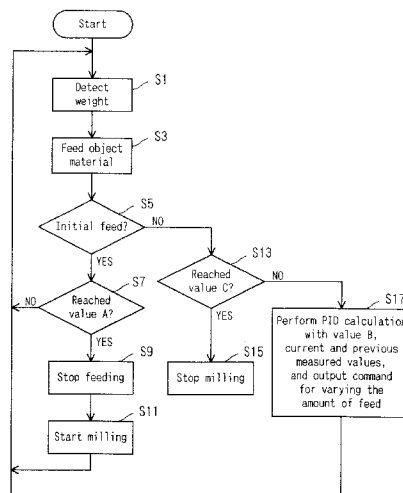 Start
S1
Detect
weight
S3
Feed object
material
S5
Initial feed?
NO
YES
S7
NO
Reached
value A?
YES
S9
Stop feeding
S11
Start milling
S13
Reached
value C?
NO
YES
S15
Stop milling
S17
Perform PID calculation
with value B,
current and previous
measured values,
and output command
for varying the
amount of feed